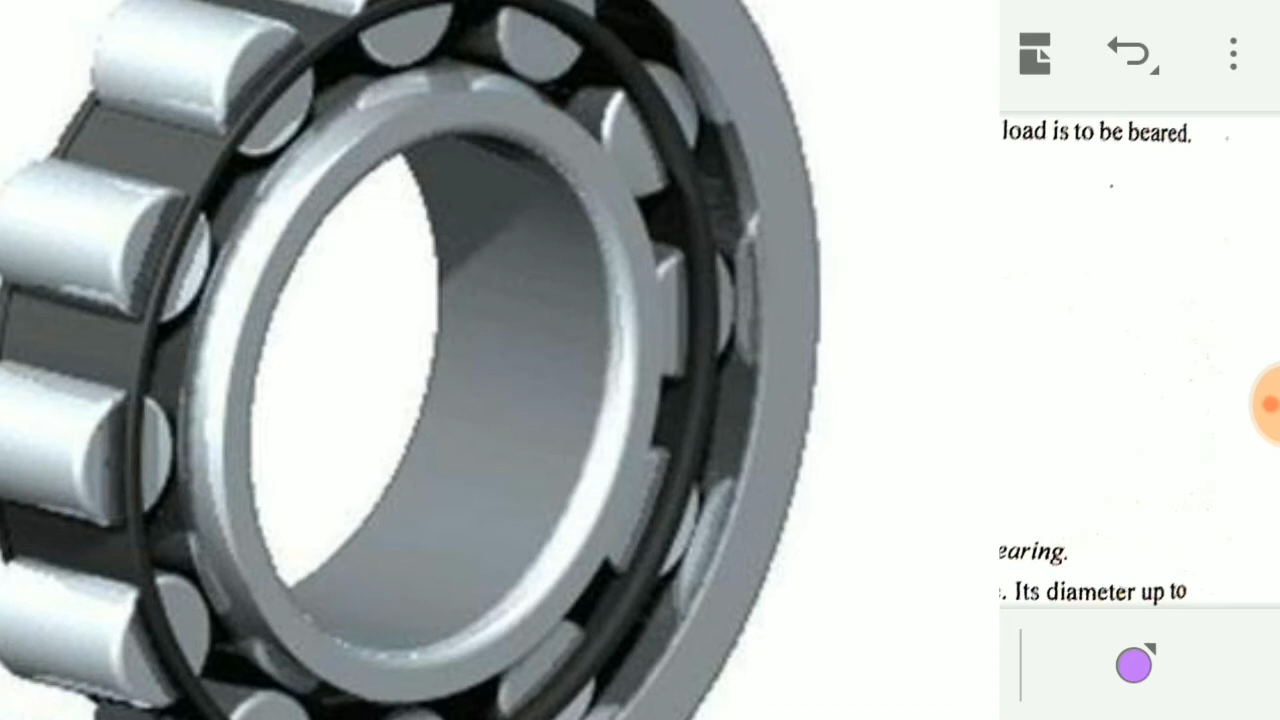 load is to be beared.
earing.
. Its diameter up to